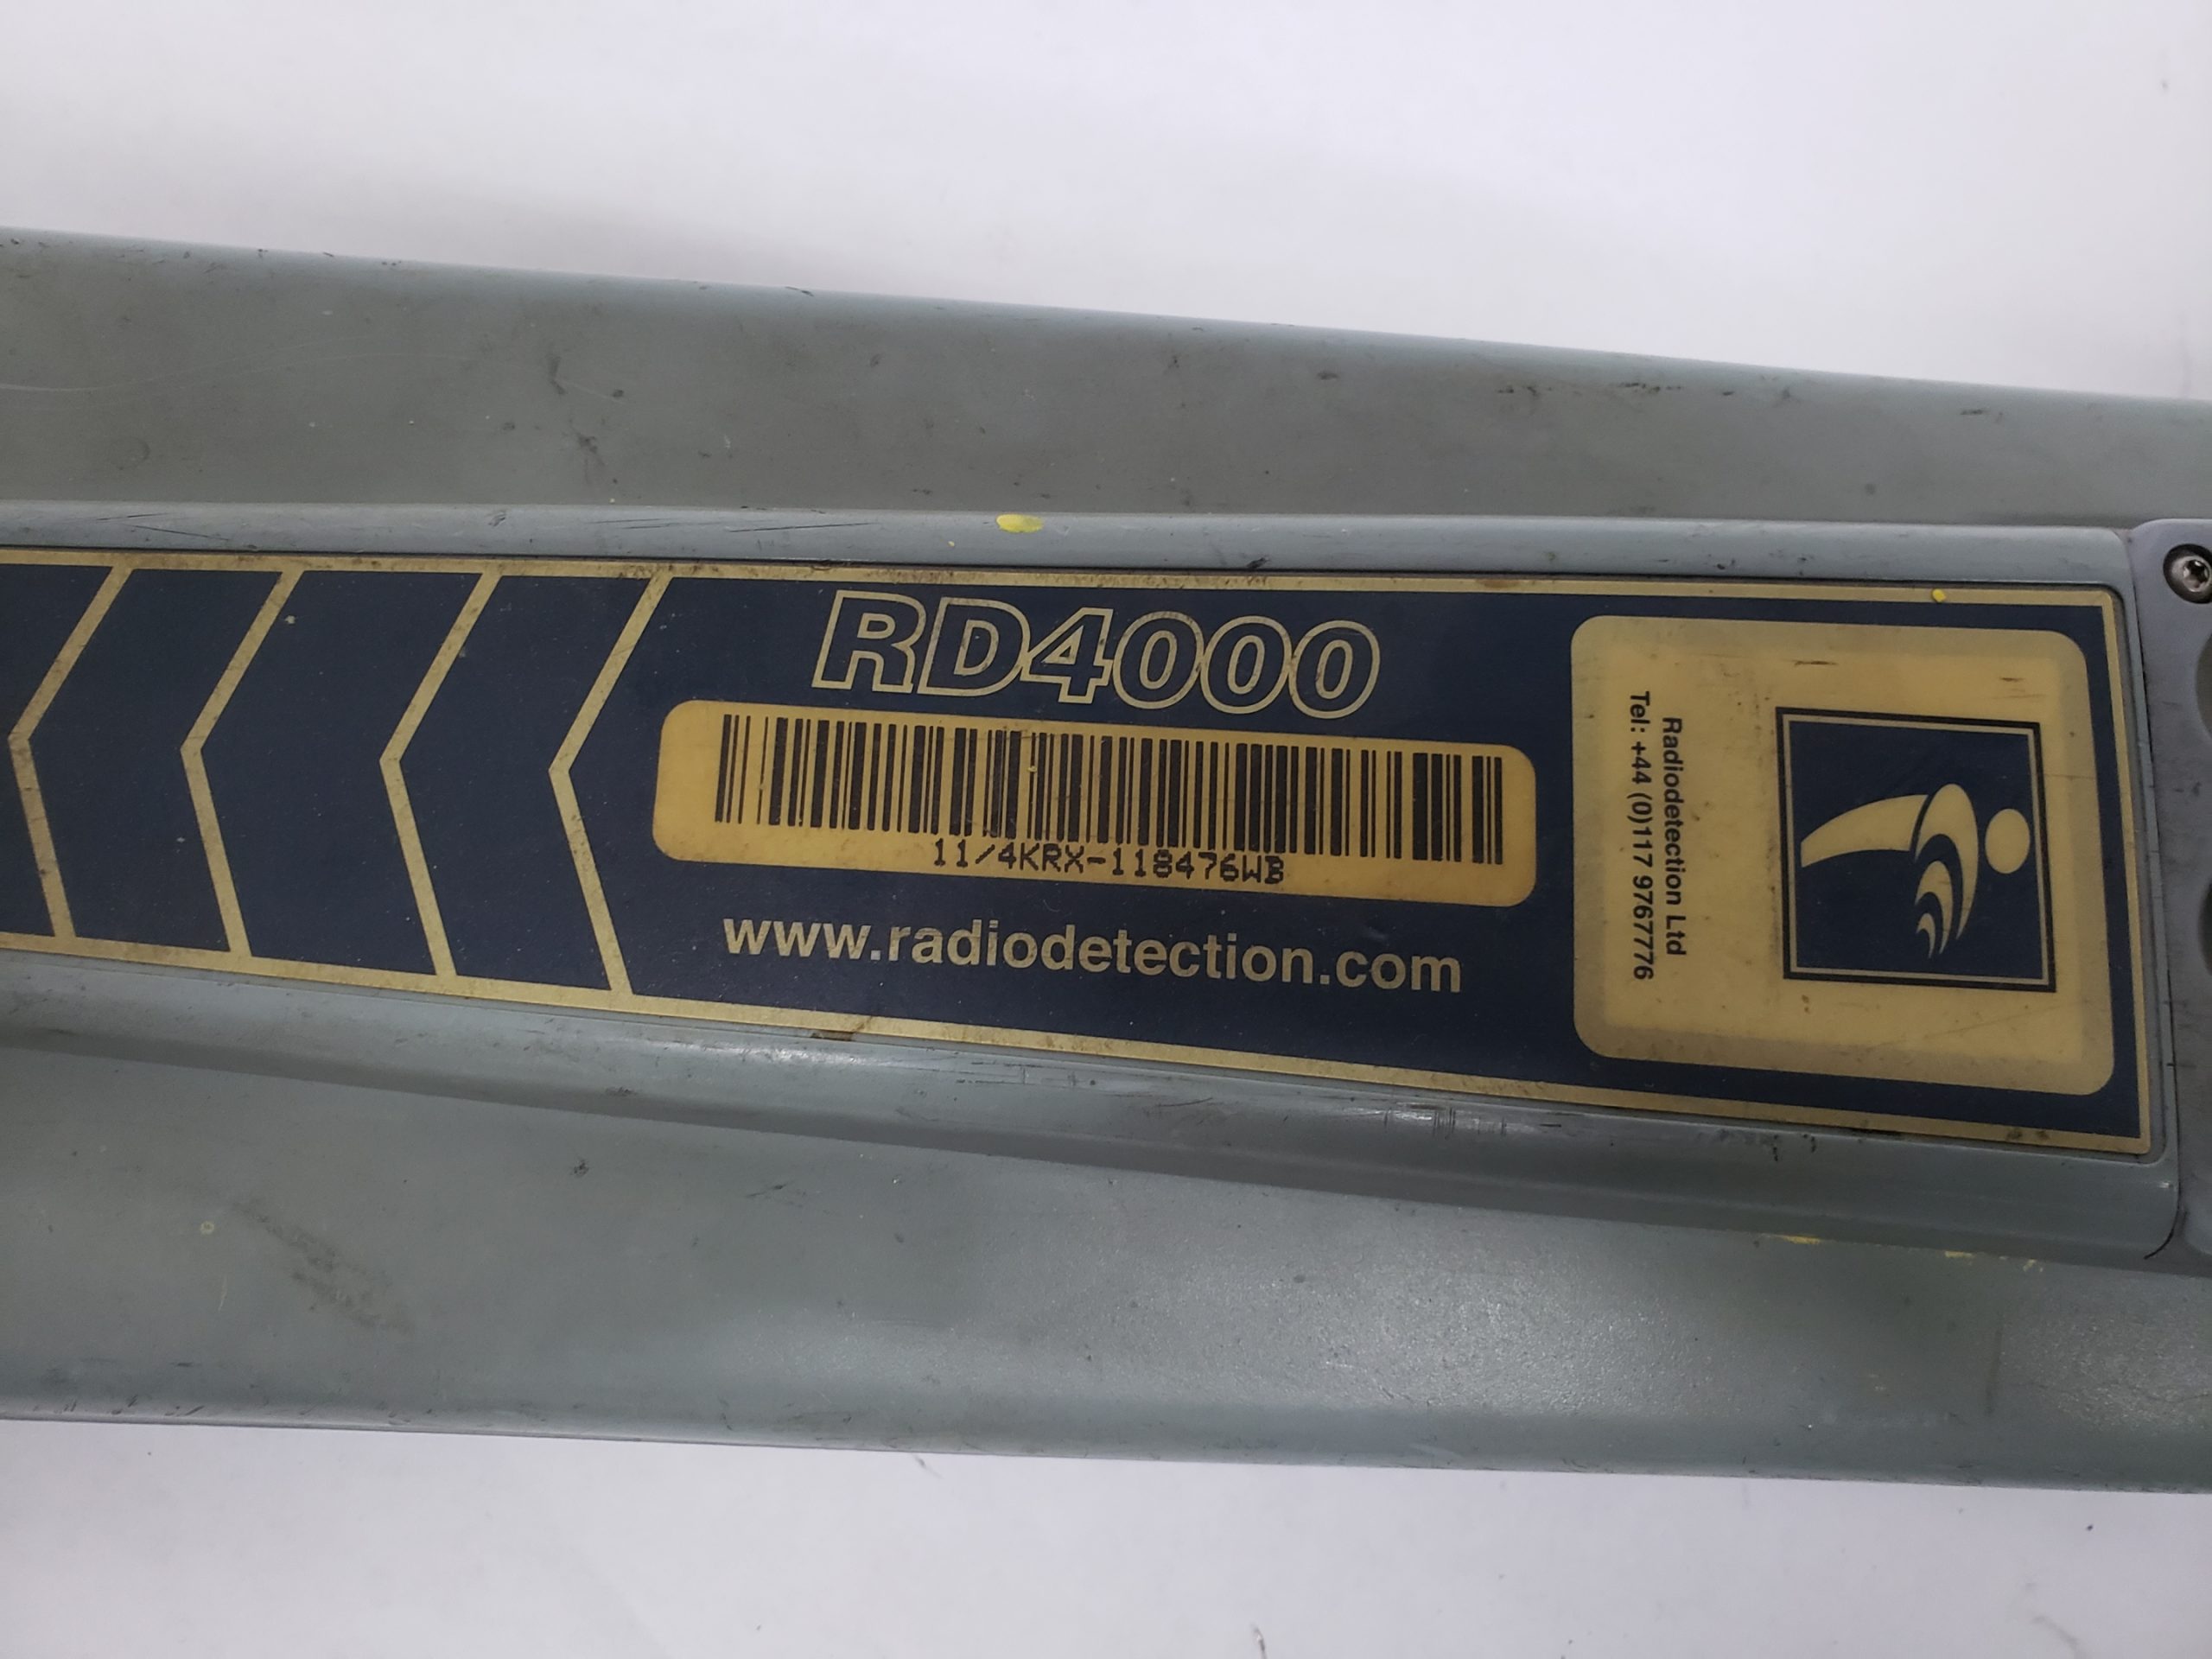 RD4000
11/4KRX-118476WB
www.radiodetection.com
Radiodetection Ltd
Tel: +44 (0)117 9767776